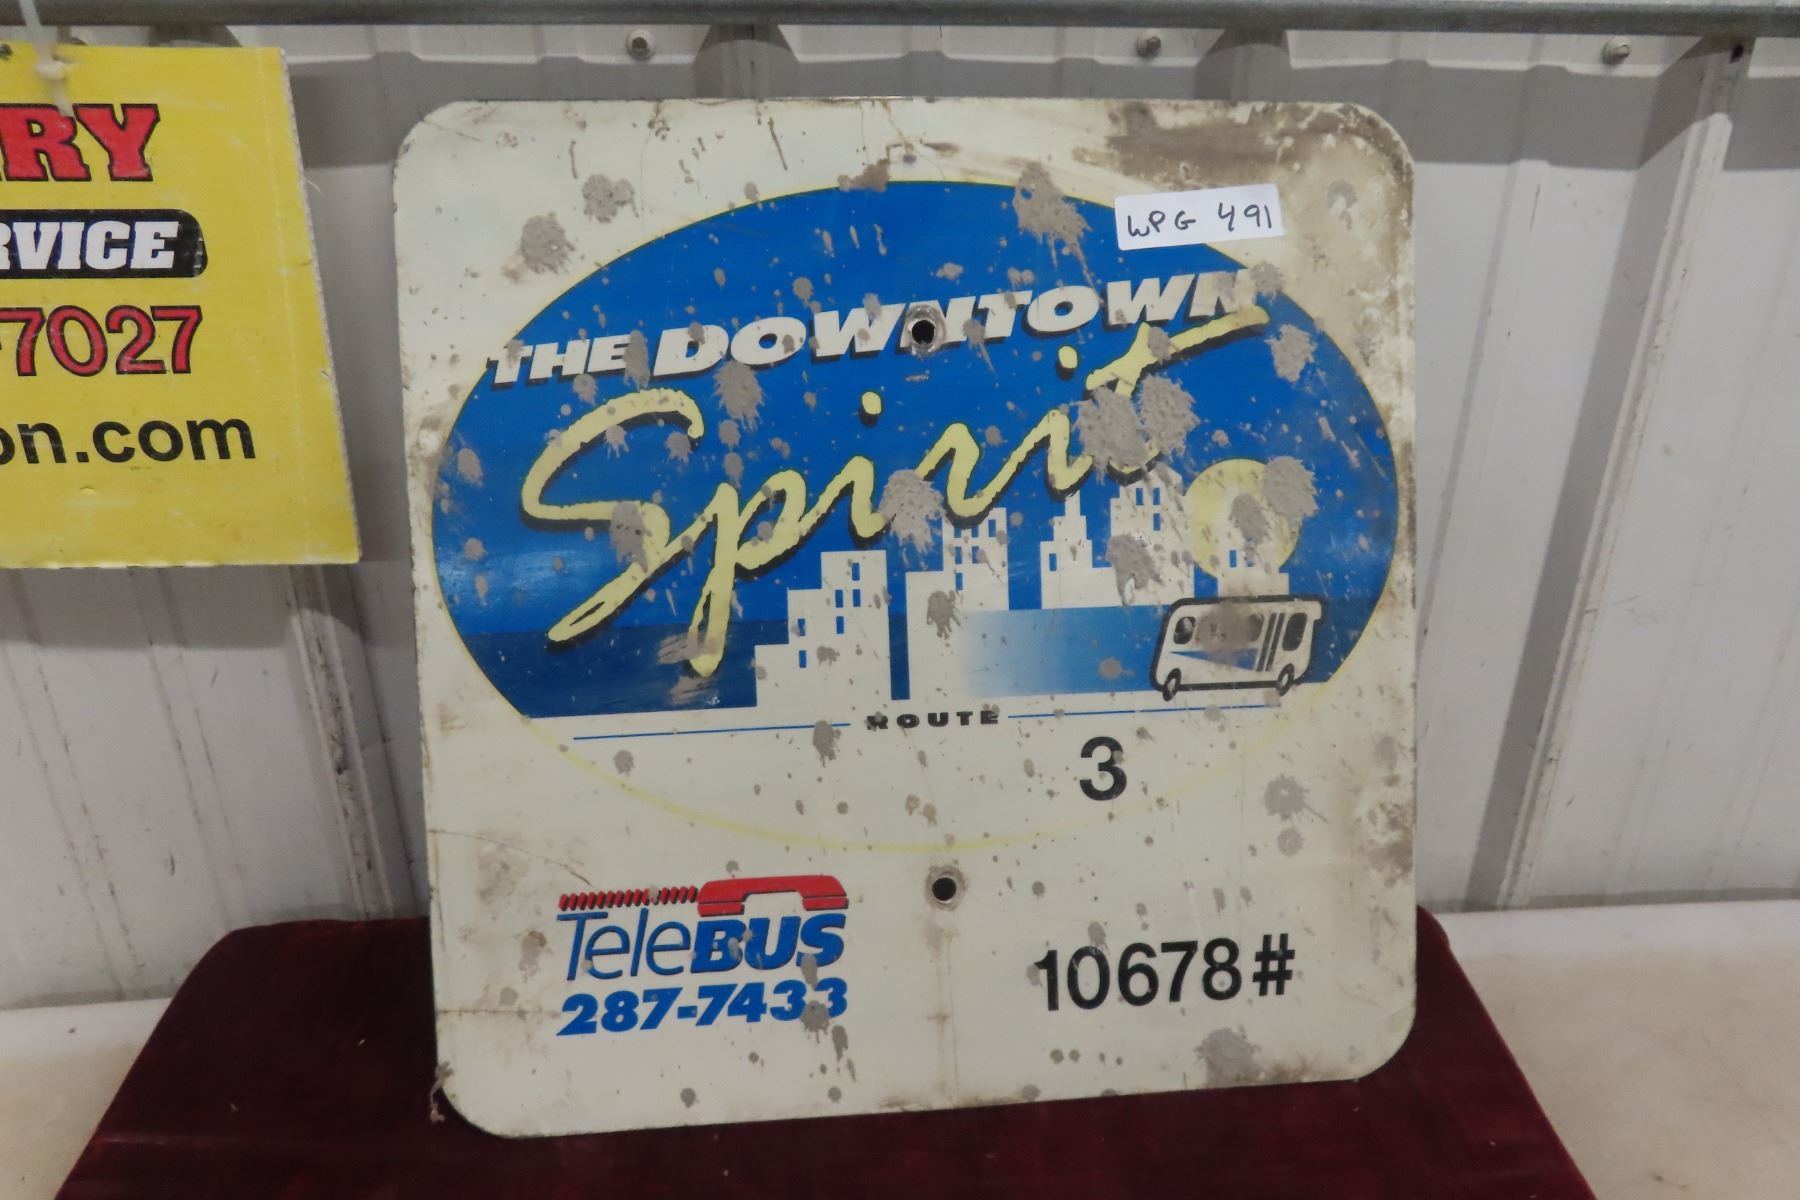 RY
RVICE
7027
on.com
WPG 491
THE DOWNTOWN
Spirit
ROUTE
3
TeleBUS
287-7433
10678#